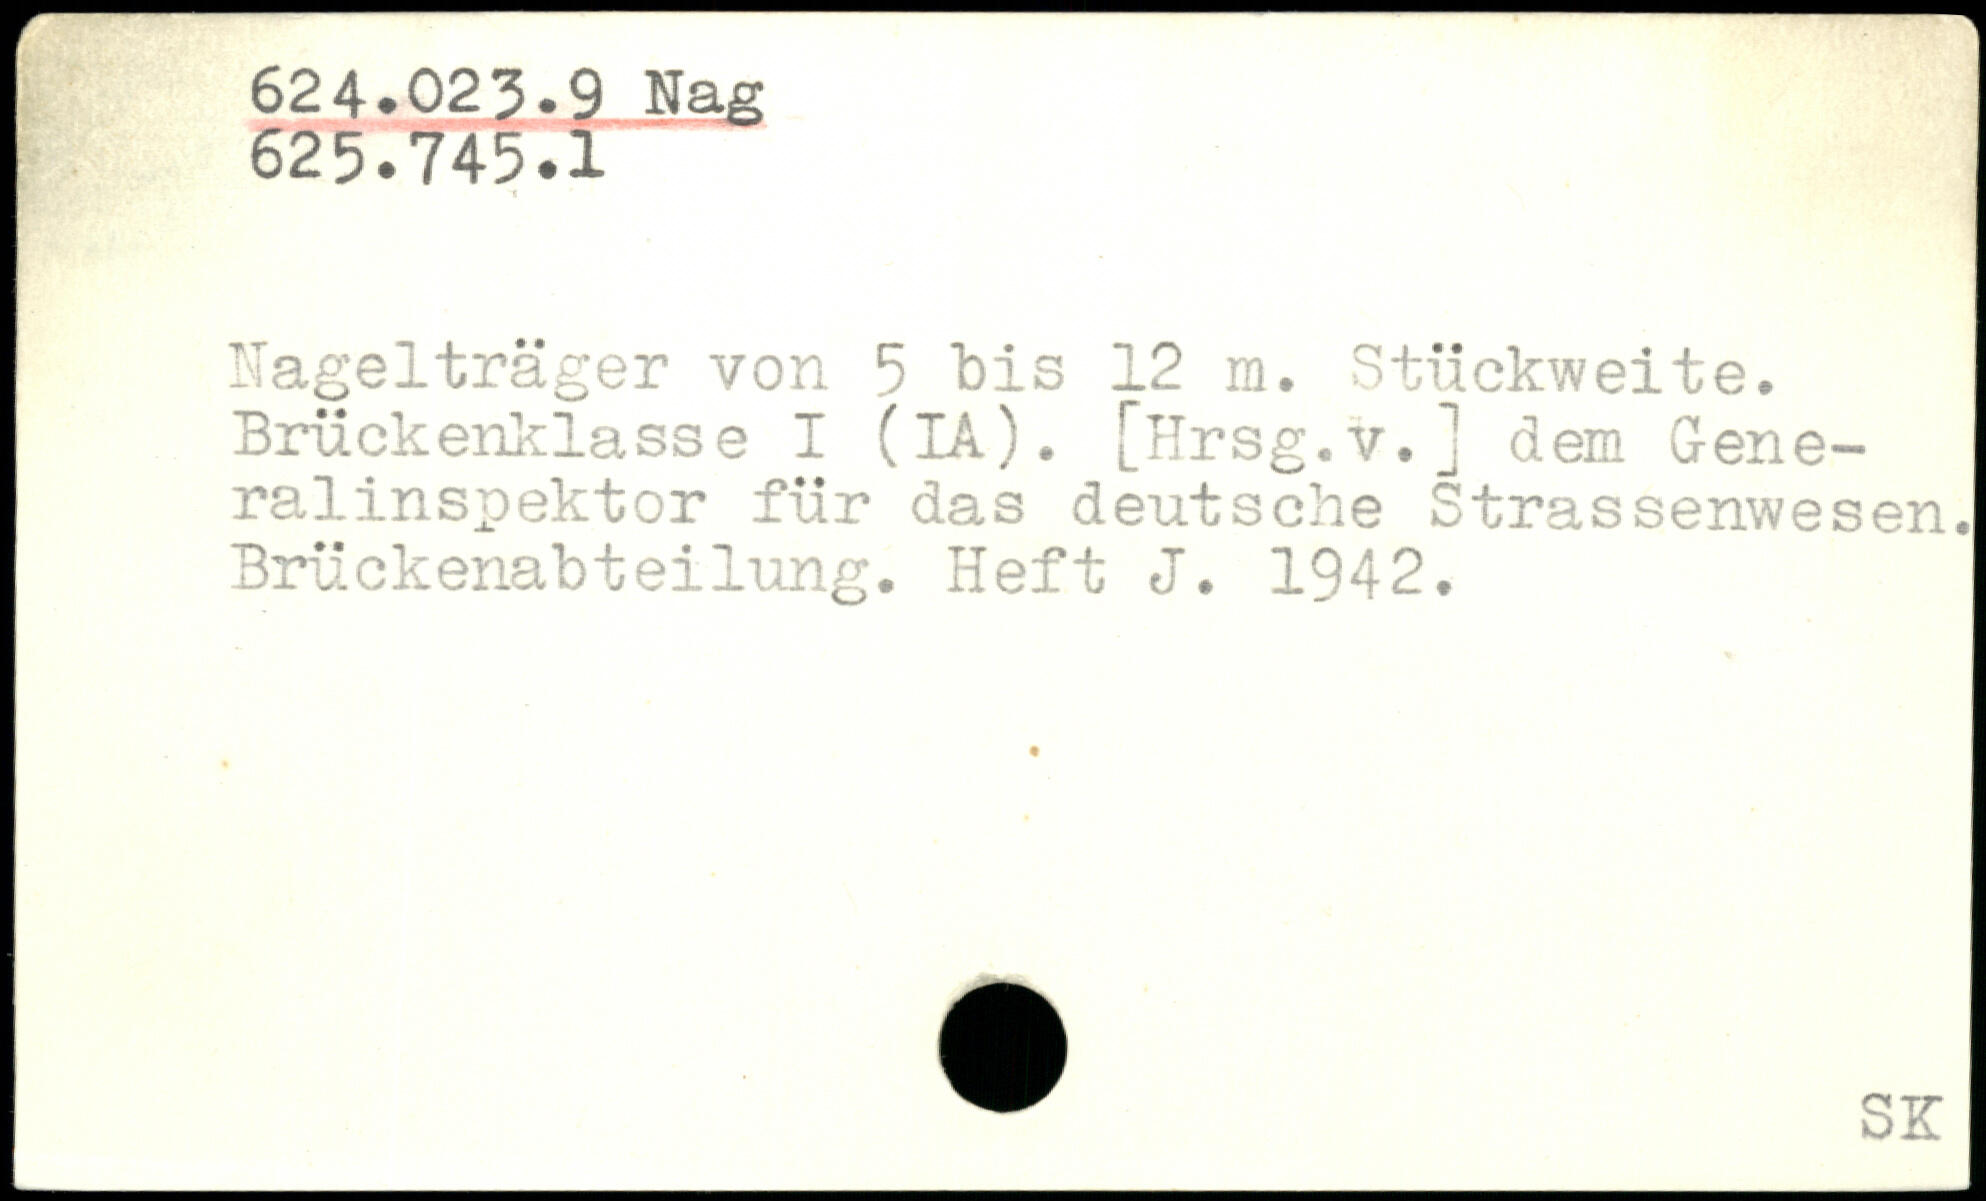 624.023.9 Nag
625.745.1
Nagelträger von 5 bis 12 m. Stückweite.
Brückenklasse I (IA). [Hrsg.v.] dem Gene-
ralinspektor für das deutsche Strassenwesen.
Brückenabteilung. Heft J. 1942.
SK